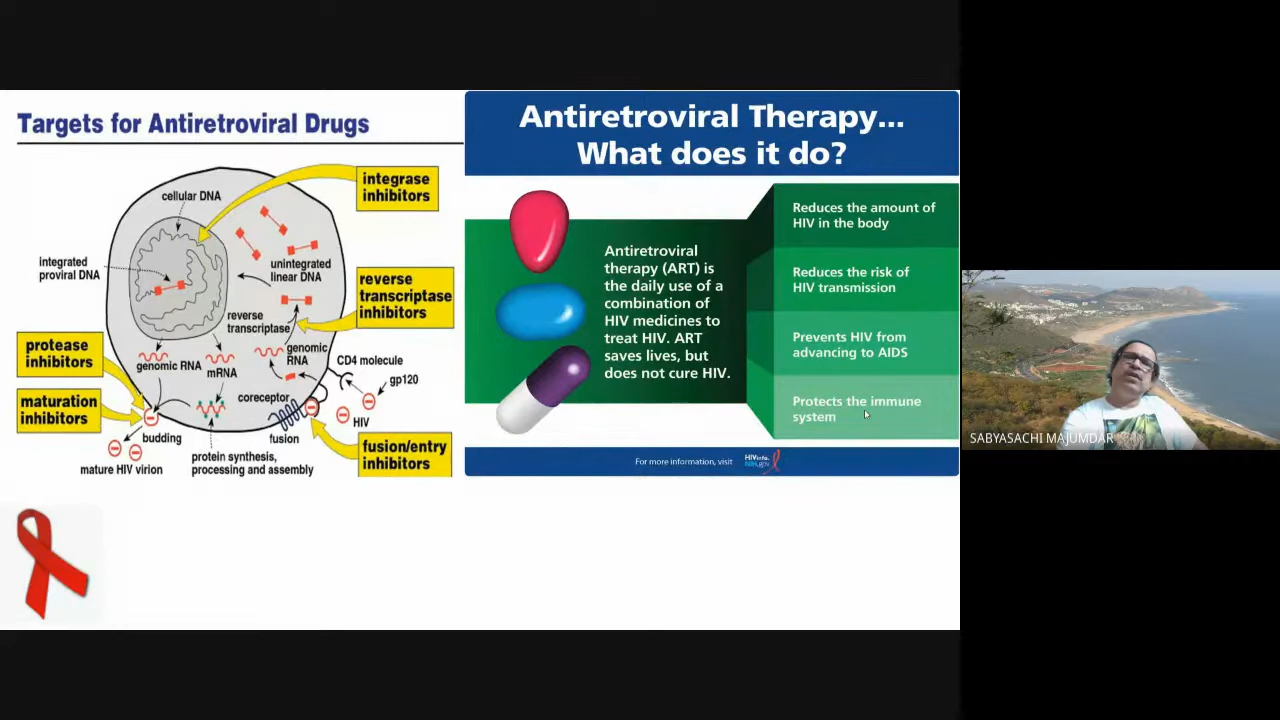 Targets for Antiretroviral Drugs
integrase
inhibitors
cellular DNA
integrated
proviral DNA
unintegrated
linear DNA
reverse
transcriptase
inhibitors
reverse
transcriptase
protease
inhibitors
genomic RNA
mRNA
genomic
RNA
CD4 molecule
gp120
maturation
inhibitors
coreceptor
HIV
budding
fusion
mature HIV virion
protein synthesis,
processing and assembly
fusion/entry
inhibitors
Antiretroviral Therapy...
What does it do?
Antiretroviral
therapy (ART) is
the daily use of a
combination of
HIV medicines to
treat HIV. ART
saves lives, but
does not cure HIV.
Reduces the amount of
HIV in the body
Reduces the risk of
HIV transmission
Prevents HIV from
advancing to AIDS
Protects the immune
system
For more information, visit
HIVinfo.
NIH.gov
SABYASACHI MAJUMDAR